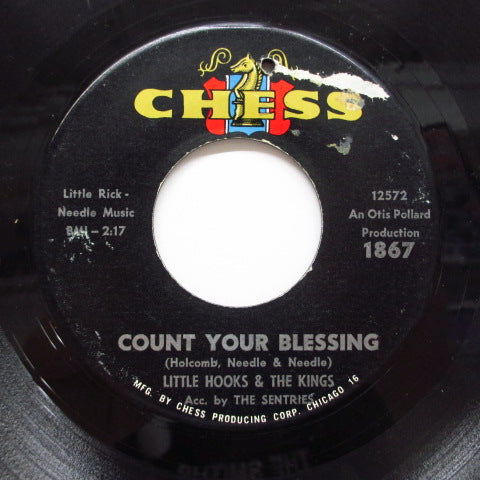 CHESS
Little Rick -
Needle Music
BMI - 2:17
12572
An Otis Pollard
Production
1867
COUNT YOUR BLESSING
(Holcomb, Needle & Needle)
LITTLE HOOKS & THE KINGS
Acc. by THE SENTRIES
MFG. BY CHESS PRODUCING CORP. CHICAGO 16